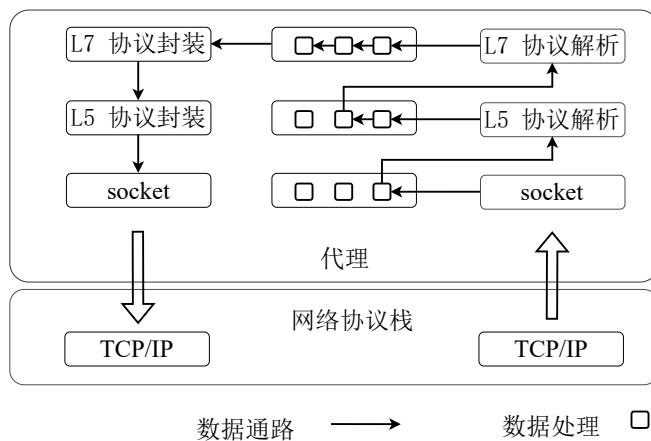 L7 协议封装
L7 协议解析
L5 协议封装
L5 协议解析
socket
socket
代理
网络协议栈
TCP/IP
TCP/IP
数据通路
数据处理